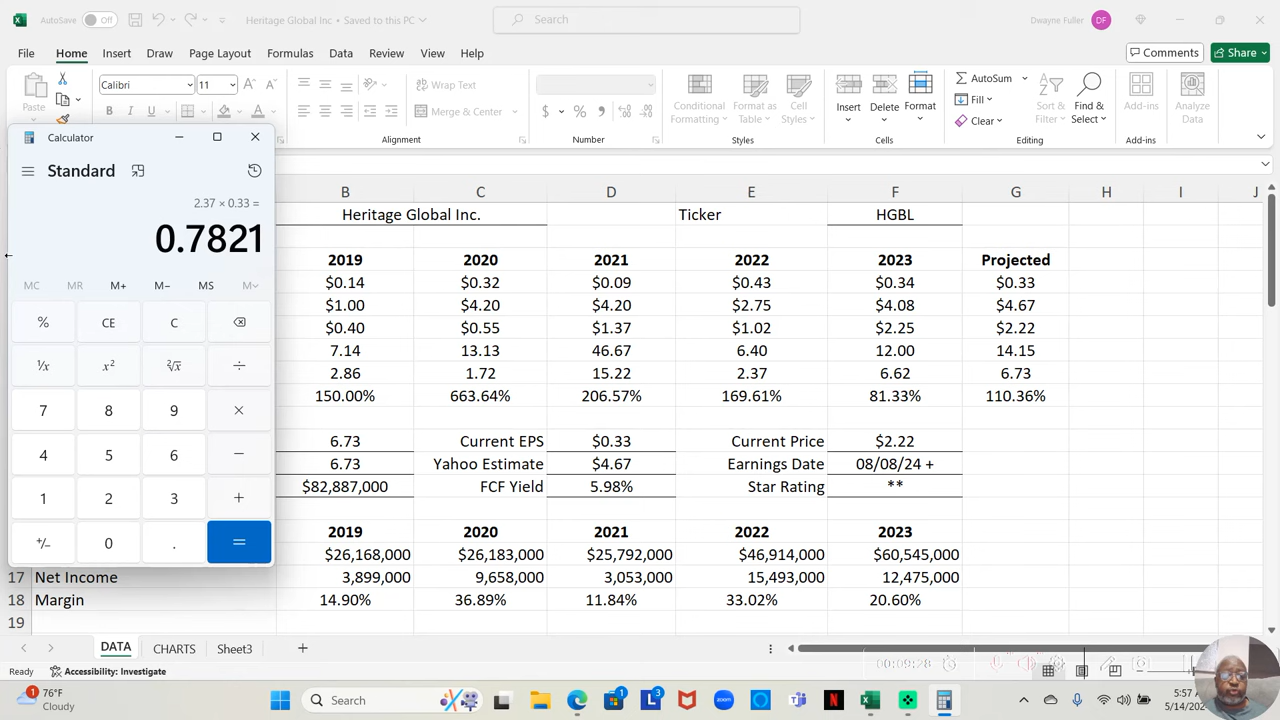 AutoSave Off Heritage Global Inc • Saved to this PC Search Dwayne Fuller DF
File Home Insert Draw Page Layout Formulas Data Review View Help Comments Share
Paste Calibri 11 A A Wrap Text Conditional Formatting Format As Table Cell Styles Insert Delete Format AutoSum Sort & Filter Find & Select Add-ins Analyze Data
B I U A Merge & Center $ % , Fill
Clear
Alignment Number Styles Cells Editing Add-ins
Calculator
Standard
2.37 × 0.33 =
0.7821
MC MR M+ M− MS M
% CE C
¹/x x² ²√x ÷
7 8 9 ×
4 5 6 −
1 2 3 +
+/− 0 . =
B C D E F G H I J
Heritage Global Inc. Ticker HGBL
2019 2020 2021 2022 2023 Projected
$0.14 $0.32 $0.09 $0.43 $0.34 $0.33
$1.00 $4.20 $4.20 $2.75 $4.08 $4.67
$0.40 $0.55 $1.37 $1.02 $2.25 $2.22
7.14 13.13 46.67 6.40 12.00 14.15
2.86 1.72 15.22 2.37 6.62 6.73
150.00% 663.64% 206.57% 169.61% 81.33% 110.36%
6.73 Current EPS $0.33 Current Price $2.22
6.73 Yahoo Estimate $4.67 Earnings Date 08/08/24 +
$82,887,000 FCF Yield 5.98% Star Rating **
2019 2020 2021 2022 2023
$26,168,000 $26,183,000 $25,792,000 $46,914,000 $60,545,000
17 Net Income 3,899,000 9,658,000 3,053,000 15,493,000 12,475,000
18 Margin 14.90% 36.89% 11.84% 33.02% 20.60%
19
DATA CHARTS Sheet3 +
Ready Accessibility: Investigate 00:09:28
1 76°F Search 1 3 zoom N 5:57
Cloudy 5/14